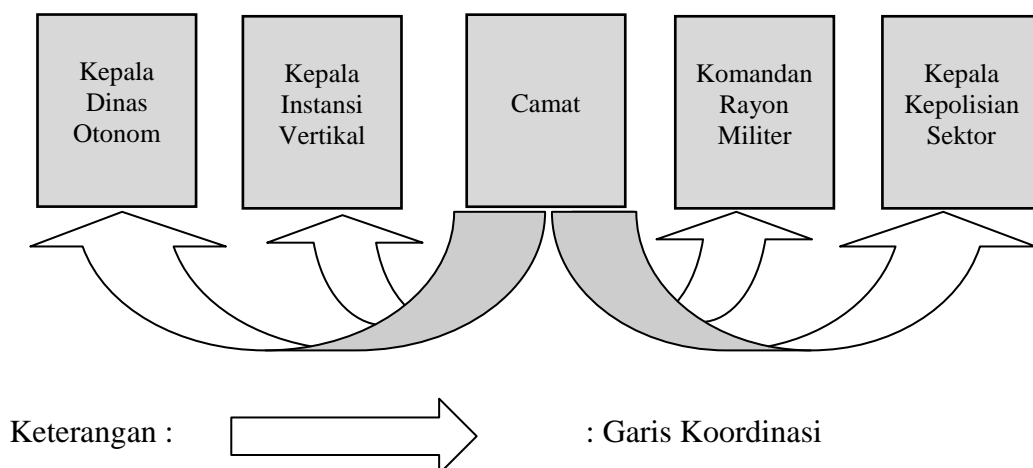 Kepala
Dinas
Otonom
Kepala
Instansi
Vertikal
Camat
Komandan
Rayon
Militer
Kepala
Kepolisian
Sektor
Keterangan : : Garis Koordinasi